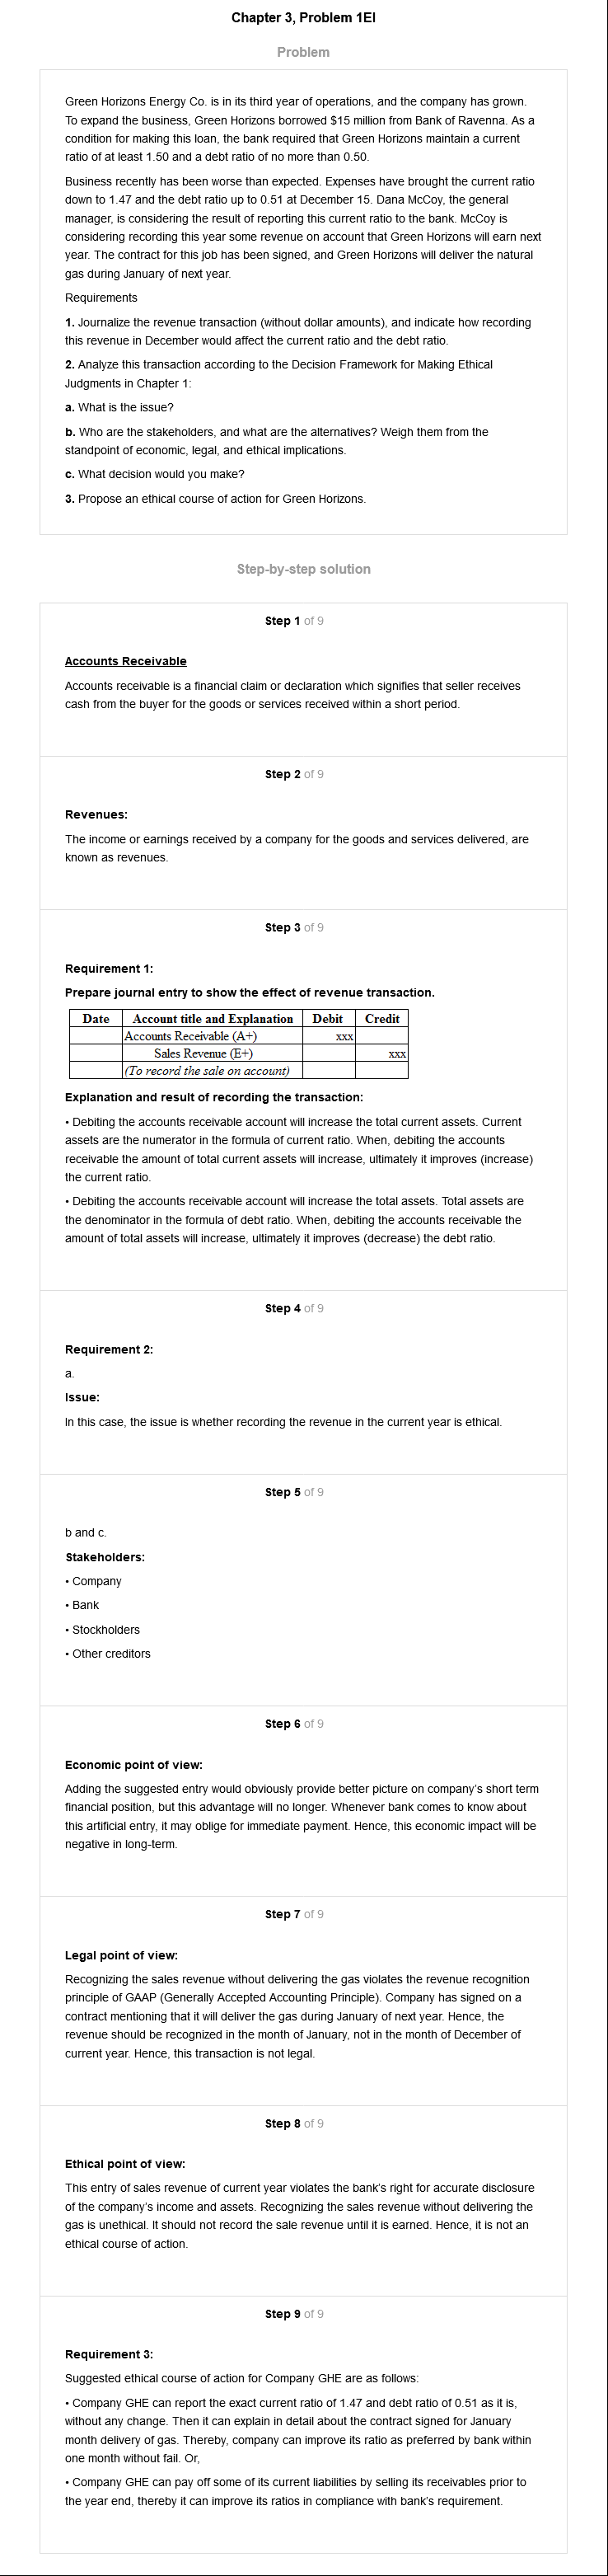 Chapter 3, Problem 1EI
Problem
Green Horizons Energy Co. is in its third year of operations, and the company has grown.
To expand the business, Green Horizons borrowed $15 million from Bank of Ravenna. As a
condition for making this loan, the bank required that Green Horizons maintain a current
ratio of at least 1.50 and a debt ratio of no more than 0.50.
Business recently has been worse than expected. Expenses have brought the current ratio
down to 1.47 and the debt ratio up to 0.51 at December 15. Dana McCoy, the general
manager, is considering the result of reporting this current ratio to the bank. McCoy is
considering recording this year some revenue on account that Green Horizons will earn next
year. The contract for this job has been signed, and Green Horizons will deliver the natural
gas during January of next year.
Requirements
1. Journalize the revenue transaction (without dollar amounts), and indicate how recording
this revenue in December would affect the current ratio and the debt ratio.
2. Analyze this transaction according to the Decision Framework for Making Ethical
Judgments in Chapter 1:
a. What is the issue?
b. Who are the stakeholders, and what are the alternatives? Weigh them from the
standpoint of economic, legal, and ethical implications.
c. What decision would you make?
3. Propose an ethical course of action for Green Horizons.
Step-by-step solution
Step 1 of 9
Accounts Receivable
Accounts receivable is a financial claim or declaration which signifies that seller receives
cash from the buyer for the goods or services received within a short period.
Step 2 of 9
Revenues:
The income or earnings received by a company for the goods and services delivered, are
known as revenues.
Step 3 of 9
Requirement 1:
Prepare journal entry to show the effect of revenue transaction.
Date Account title and Explanation Debit Credit
Accounts Receivable (A+) xxx
Sales Revenue (E+) xxx
(To record the sale on account)
Explanation and result of recording the transaction:
• Debiting the accounts receivable account will increase the total current assets. Current
assets are the numerator in the formula of current ratio. When, debiting the accounts
receivable the amount of total current assets will increase, ultimately it improves (increase)
the current ratio.
• Debiting the accounts receivable account will increase the total assets. Total assets are
the denominator in the formula of debt ratio. When, debiting the accounts receivable the
amount of total assets will increase, ultimately it improves (decrease) the debt ratio.
Step 4 of 9
Requirement 2:
a.
Issue:
In this case, the issue is whether recording the revenue in the current year is ethical.
Step 5 of 9
b and c.
Stakeholders:
• Company
• Bank
• Stockholders
• Other creditors
Step 6 of 9
Economic point of view:
Adding the suggested entry would obviously provide better picture on company's short term
financial position, but this advantage will no longer. Whenever bank comes to know about
this artificial entry, it may oblige for immediate payment. Hence, this economic impact will be
negative in long-term.
Step 7 of 9
Legal point of view:
Recognizing the sales revenue without delivering the gas violates the revenue recognition
principle of GAAP (Generally Accepted Accounting Principle). Company has signed on a
contract mentioning that it will deliver the gas during January of next year. Hence, the
revenue should be recognized in the month of January, not in the month of December of
current year. Hence, this transaction is not legal.
Step 8 of 9
Ethical point of view:
This entry of sales revenue of current year violates the bank's right for accurate disclosure
of the company's income and assets. Recognizing the sales revenue without delivering the
gas is unethical. It should not record the sale revenue until it is earned. Hence, it is not an
ethical course of action.
Step 9 of 9
Requirement 3:
Suggested ethical course of action for Company GHE are as follows:
• Company GHE can report the exact current ratio of 1.47 and debt ratio of 0.51 as it is,
without any change. Then it can explain in detail about the contract signed for January
month delivery of gas. Thereby, company can improve its ratio as preferred by bank within
one month without fail. Or,
• Company GHE can pay off some of its current liabilities by selling its receivables prior to
the year end, thereby it can improve its ratios in compliance with bank's requirement.